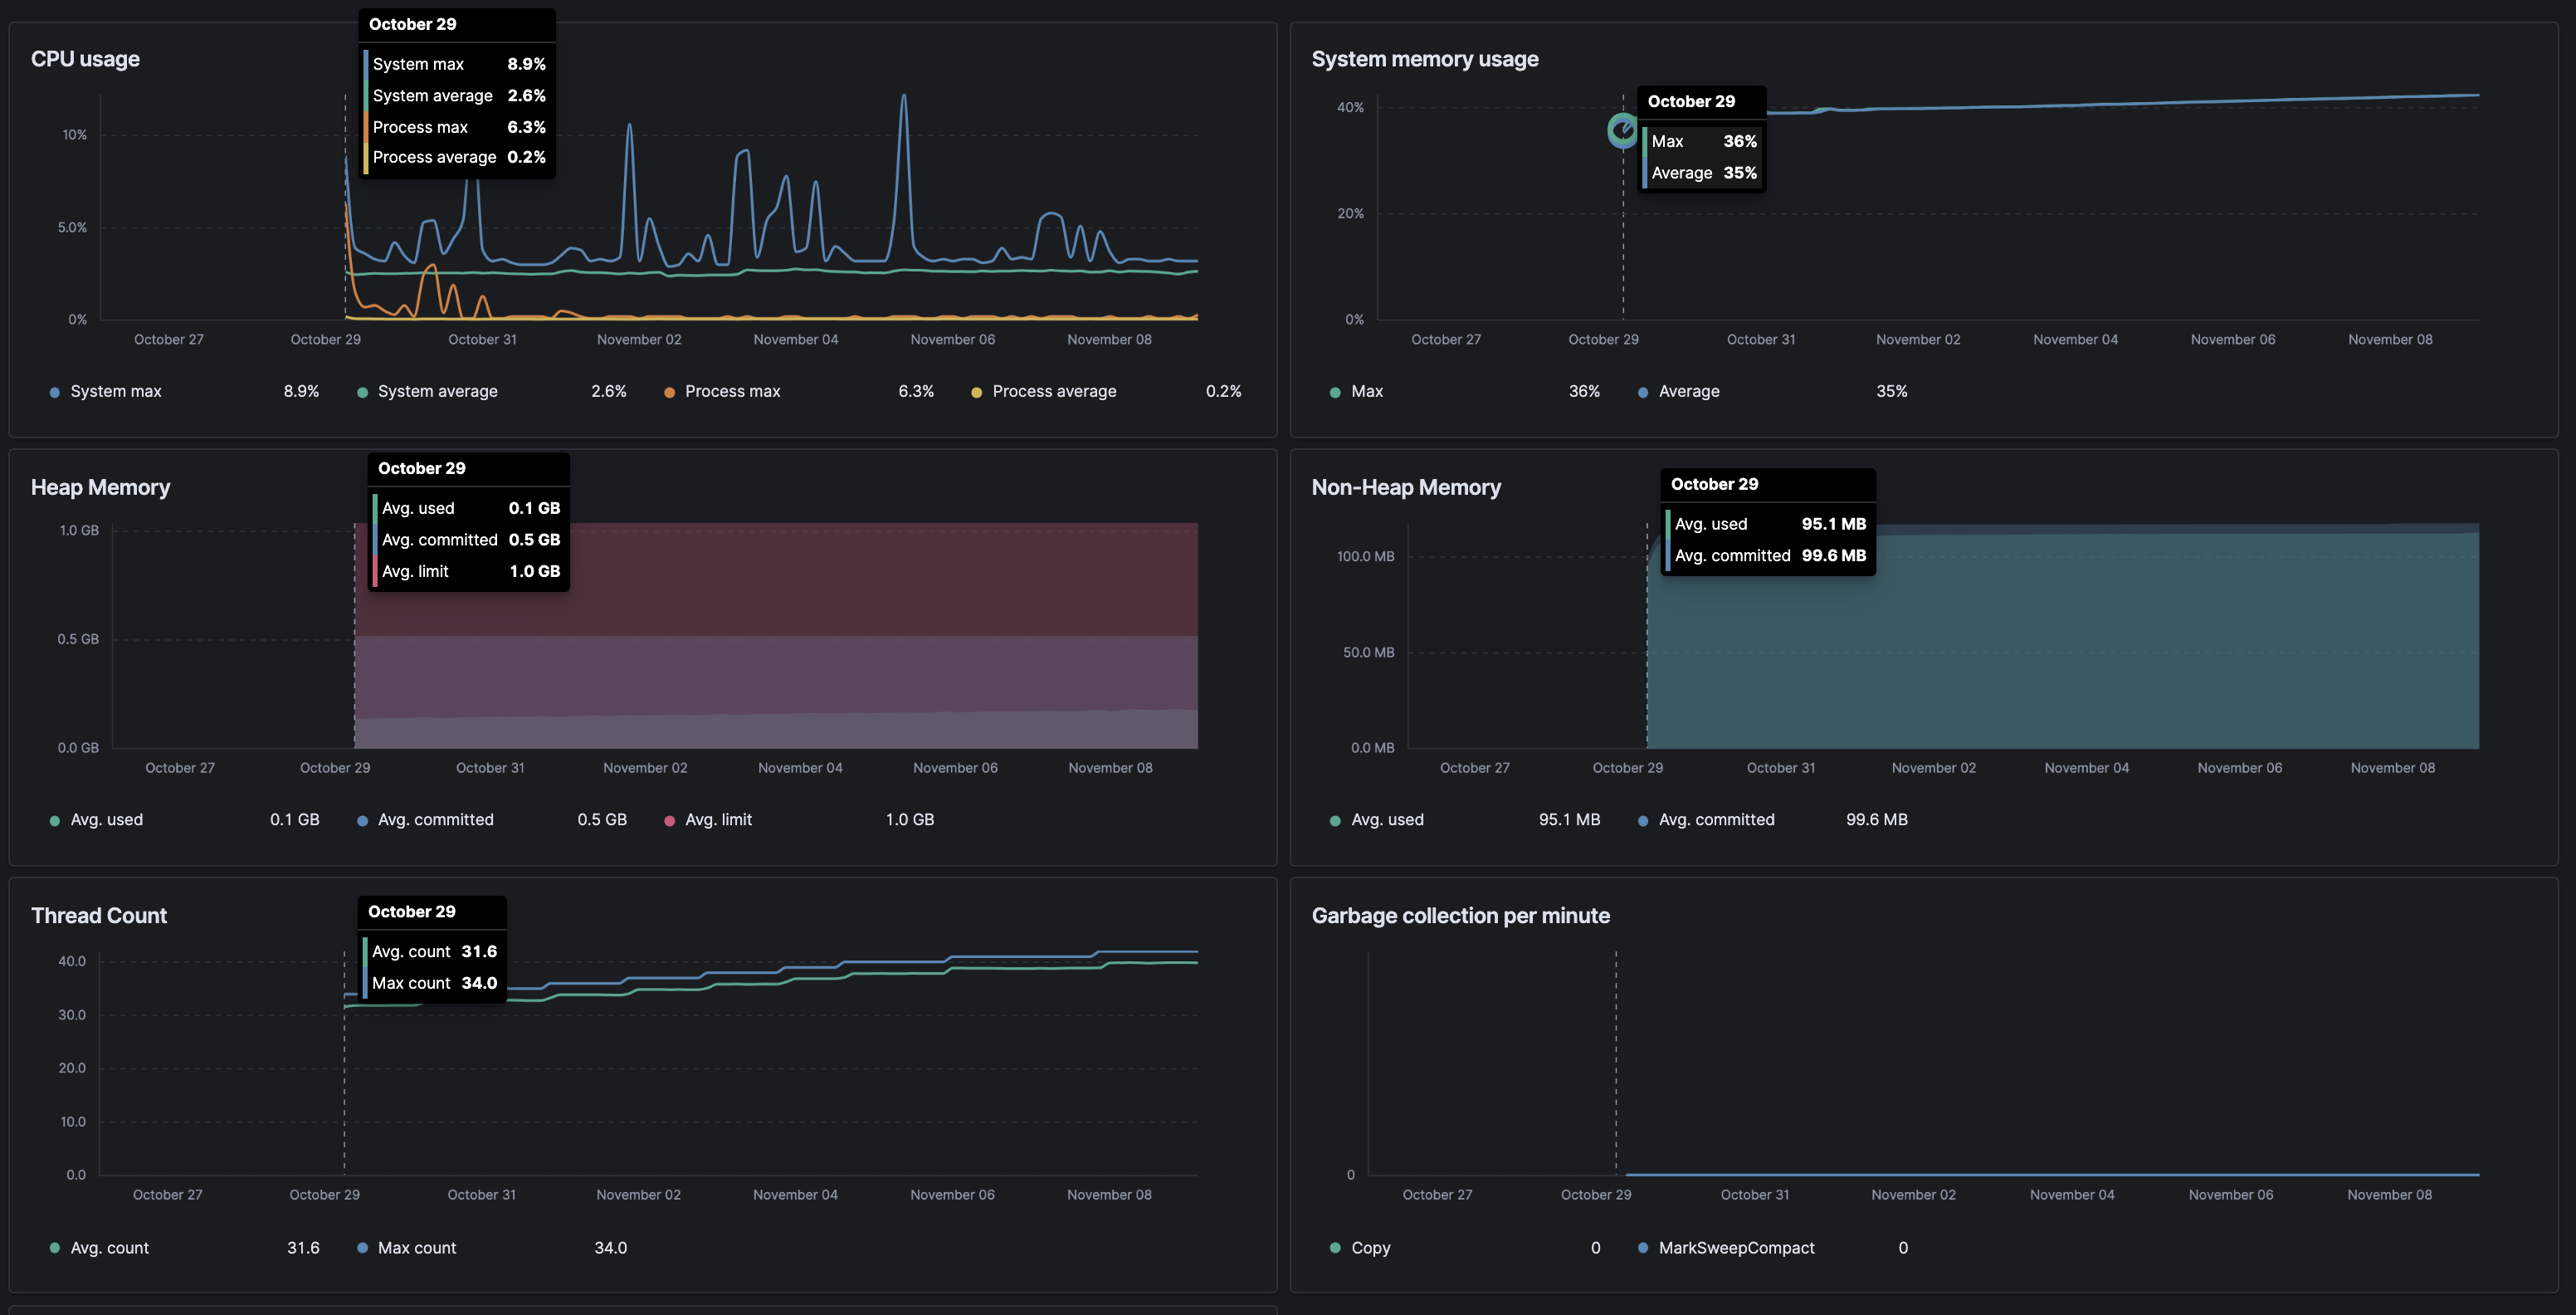 October 29
System max 8.9%
System average 2.6%
Process max 6.3%
Process average 0.2%
CPU usage
10%
5.0%
0%
October 27 October 29 October 31 November 02 November 04 November 06 November 08
System max 8.9% System average 2.6% Process max 6.3% Process average 0.2%
System memory usage
October 29
Max 36%
Average 35%
40%
20%
0%
October 27 October 29 October 31 November 02 November 04 November 06 November 08
Max 36% Average 35%
Heap Memory
October 29
Avg. used 0.1 GB
Avg. committed 0.5 GB
Avg. limit 1.0 GB
1.0 GB
0.5 GB
0.0 GB
October 27 October 29 October 31 November 02 November 04 November 06 November 08
Avg. used 0.1 GB Avg. committed 0.5 GB Avg. limit 1.0 GB
Non-Heap Memory
October 29
Avg. used 95.1 MB
Avg. committed 99.6 MB
100.0 MB
50.0 MB
0.0 MB
October 27 October 29 October 31 November 02 November 04 November 06 November 08
Avg. used 95.1 MB Avg. committed 99.6 MB
Thread Count
October 29
Avg. count 31.6
Max count 34.0
40.0
30.0
20.0
10.0
0.0
October 27 October 29 October 31 November 02 November 04 November 06 November 08
Avg. count 31.6 Max count 34.0
Garbage collection per minute
0
October 27 October 29 October 31 November 02 November 04 November 06 November 08
Copy 0 MarkSweepCompact 0